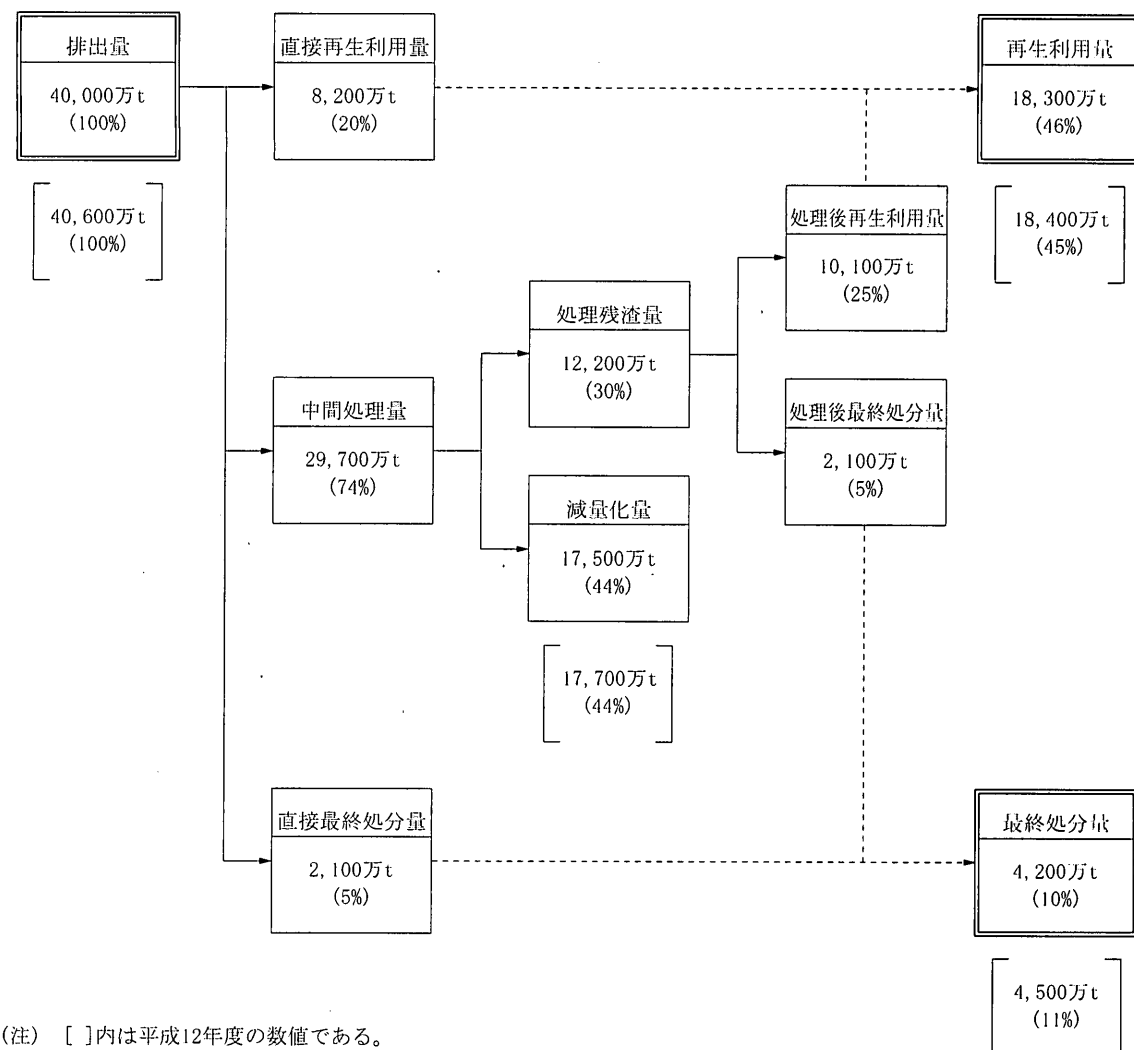 排出量
40,000万t
(100%)
[40,600万t
(100%)]
直接再生利用量
8,200万t
(20%)
再生利用量
18,300万t
(46%)
[18,400万t
(45%)]
処理後再生利用量
10,100万t
(25%)
処理残渣量
12,200万t
(30%)
中間処理量
29,700万t
(74%)
処理後最終処分量
2,100万t
(5%)
減量化量
17,500万t
(44%)
[17,700万t
(44%)]
直接最終処分量
2,100万t
(5%)
最終処分量
4,200万t
(10%)
[4,500万t
(11%)]
(注) [ ]内は平成12年度の数値である。